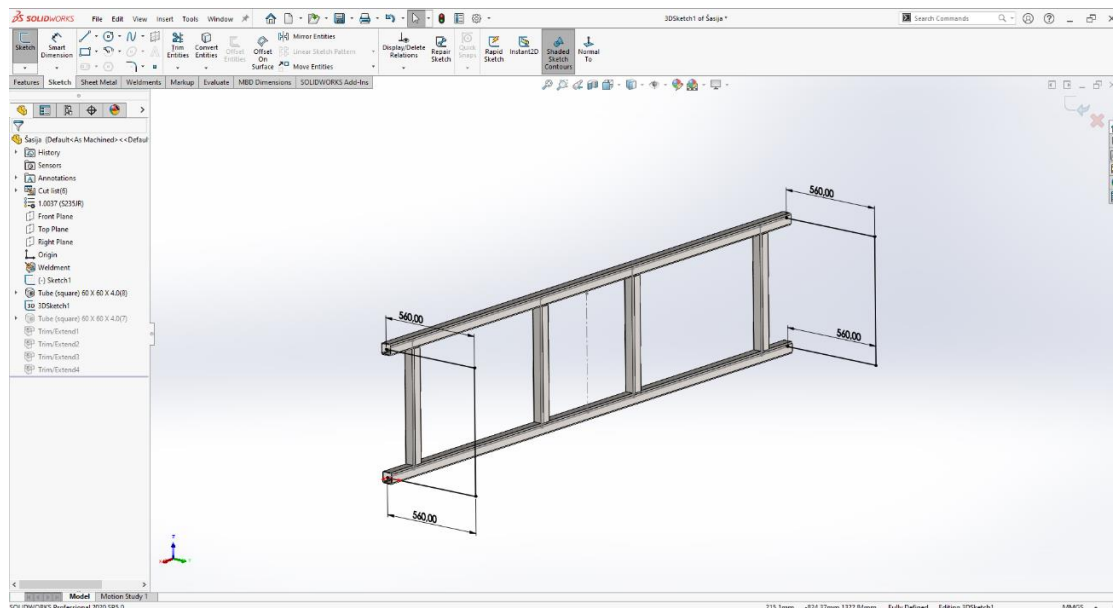 SOLIDWORKS File Edit View Insert Tools Window 3DSketch1 of Šasija * Search Commands
Sketch Smart Dimension Trim Entities Convert Entities Offset Entities Offset On Surface Mirror Entities Linear Sketch Pattern Move Entities Display/Delete Relations Repair Sketch Quick Snaps Rapid Sketch Instant2D Shaded Sketch Contours Normal To
Features Sketch Sheet Metal Weldments Markup Evaluate MBD Dimensions SOLIDWORKS Add-Ins
Šasija (Default<As Machined><<Defaul
History
Sensors
Annotations
Cut list(6)
1.0037 (S235JR)
Front Plane
Top Plane
Right Plane
Origin
Weldment
(-) Sketch1
Tube (square) 60 X 60 X 4.0(8)
3D 3DSketch1
Tube (square) 60 X 60 X 4.0(7)
Trim/Extend1
Trim/Extend2
Trim/Extend3
Trim/Extend4
560,00
560,00
560,00
560,00
Model Motion Study 1
SOLIDWORKS Professional 2020 SP5.0 Fully Defined Editing 3DSketch1 MMGS